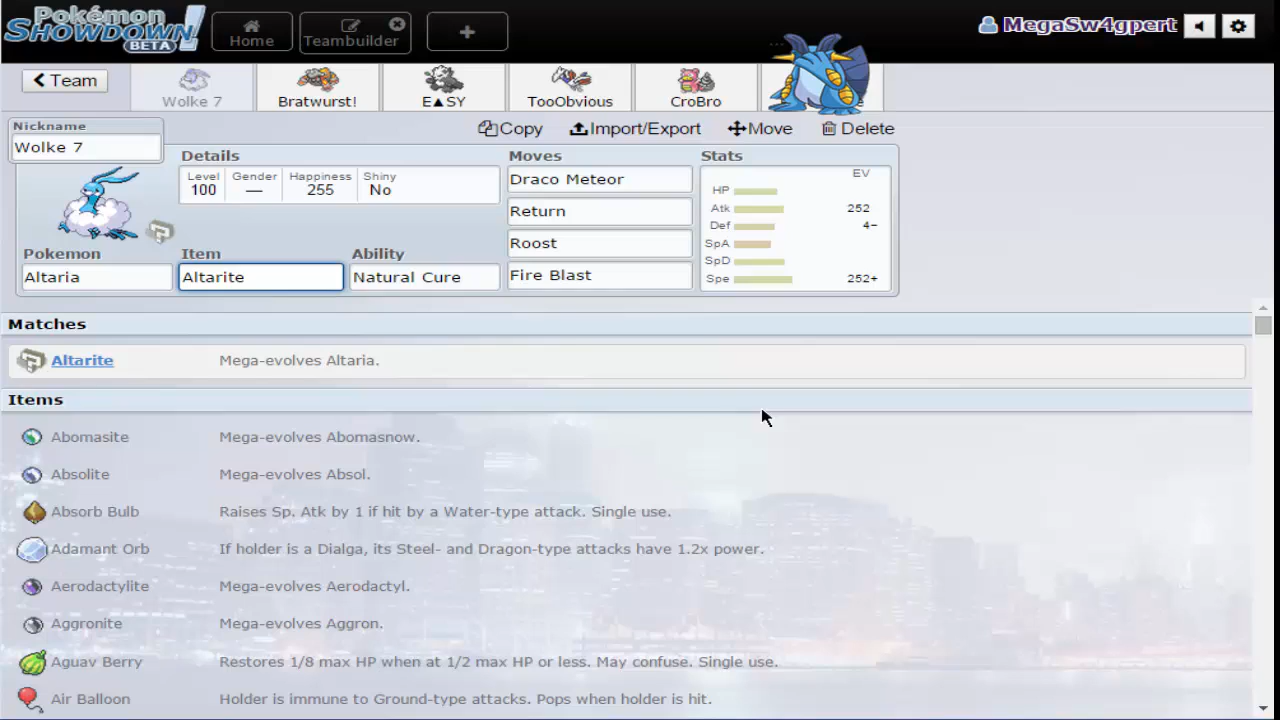 Pokémon
SHOWDOWN!
BETA
Home
Teambuilder
+
MegaSw4gpert
Team
Wolke 7
Bratwurst!
E▲SY
TooObvious
CroBro
Nickname
Wolke 7
Copy
Import/Export
Move
Delete
Details
Level
Gender
Happiness
Shiny
100
—
255
No
Pokemon
Altaria
Item
Altarite
Ability
Natural Cure
Moves
Draco Meteor
Return
Roost
Fire Blast
Stats
EV
HP
Atk 252
Def 4−
SpA
SpD
Spe 252+
Matches
Altarite Mega-evolves Altaria.
Items
Abomasite Mega-evolves Abomasnow.
Absolite Mega-evolves Absol.
Absorb Bulb Raises Sp. Atk by 1 if hit by a Water-type attack. Single use.
Adamant Orb If holder is a Dialga, its Steel- and Dragon-type attacks have 1.2x power.
Aerodactylite Mega-evolves Aerodactyl.
Aggronite Mega-evolves Aggron.
Aguav Berry Restores 1/8 max HP when at 1/2 max HP or less. May confuse. Single use.
Air Balloon Holder is immune to Ground-type attacks. Pops when holder is hit.